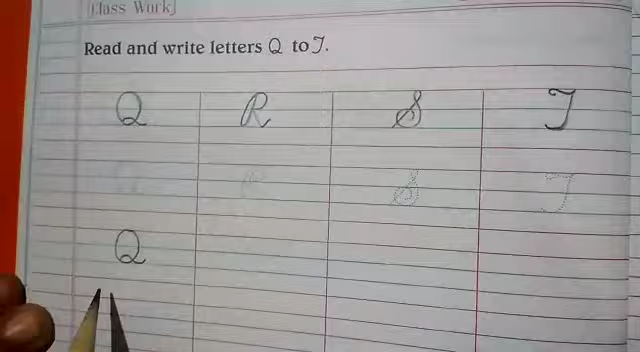 [Class Work]
Read and write letters Q to T.
Q R S T
S T
Q